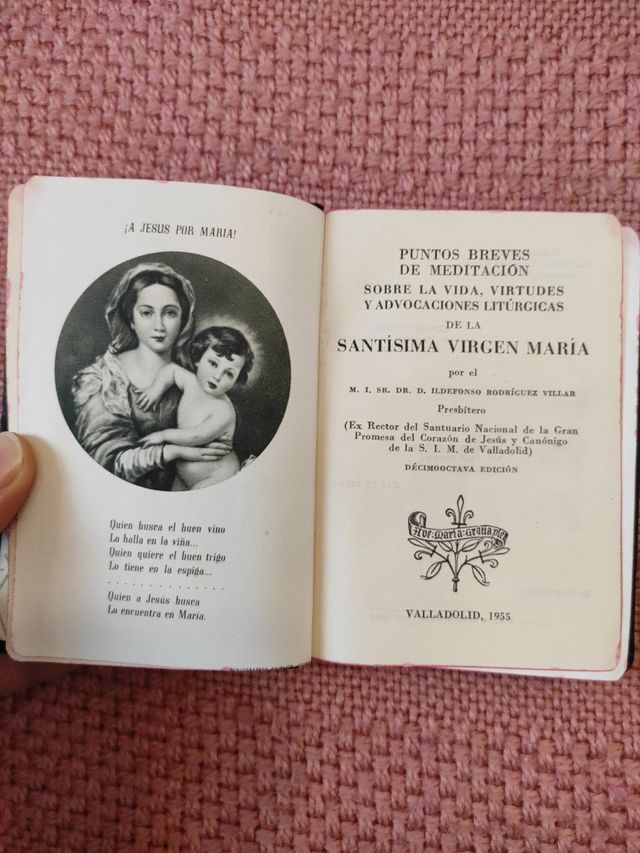 ¡A JESUS POR MARIA!
Quien busca el buen vino
Lo halla en la viña...
Quien quiere el buen trigo
Lo tiene en la espiga...
. . . . . . . . . . . . . .
Quien a Jesús busca
Lo encuentra en María.
PUNTOS BREVES
DE MEDITACIÓN
SOBRE LA VIDA, VIRTUDES
Y ADVOCACIONES LITÚRGICAS
DE LA
SANTÍSIMA VIRGEN MARÍA
por el
M. I. SR. DR. D. ILDEFONSO RODRÍGUEZ VILLAR
Presbítero
(Ex Rector del Santuario Nacional de la Gran
Promesa del Corazón de Jesús y Canónigo
de la S. I. M. de Valladolid)
DÉCIMOOCTAVA EDICIÓN
Ave Maria Gratia
VALLADOLID, 1955